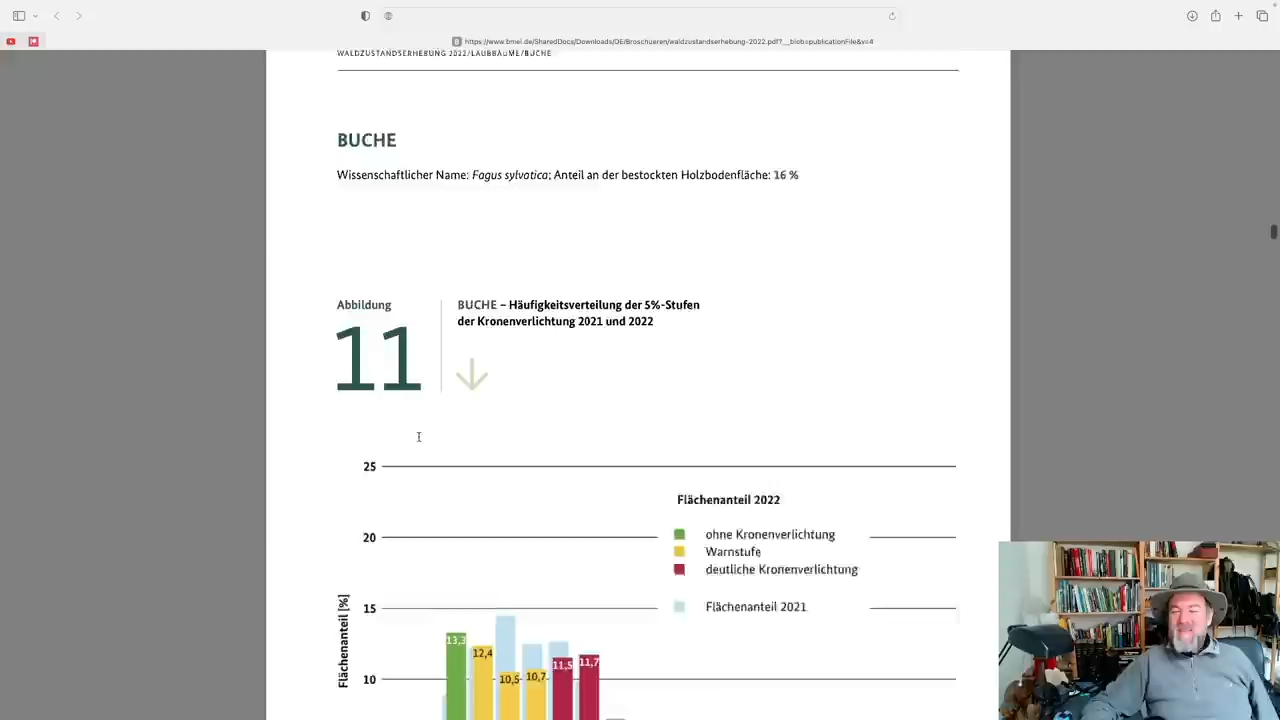 https://www.bmel.de/SharedDocs/Downloads/DE/Broschueren/waldzustandserhebung-2022.pdf?__blob=publicationFile&v=4
WALDZUSTANDSERHEBUNG 2022/LAUBBÄUME/BUCHE
BUCHE
Wissenschaftlicher Name: Fagus sylvatica; Anteil an der bestockten Holzbodenfläche: 16 %
Abbildung
11
BUCHE – Häufigkeitsverteilung der 5%-Stufen
der Kronenverlichtung 2021 und 2022
25
Flächenanteil 2022
20
ohne Kronenverlichtung
Warnstufe
deutliche Kronenverlichtung
15
Flächenanteil 2021
Flächenanteil [%]
13,3
12,4
10,5
10,7
11,5
11,7
10